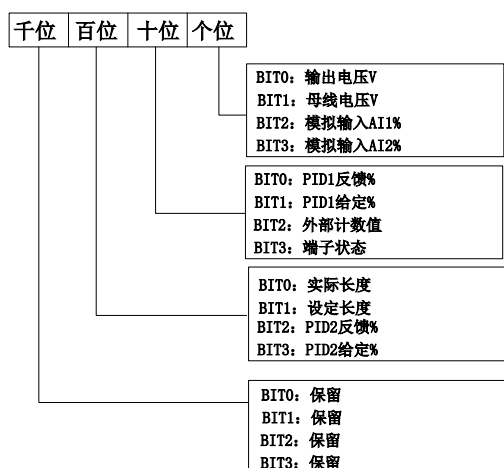 千位 百位 十位 个位
BIT0：输出电压V
BIT1：母线电压V
BIT2：模拟输入AI1%
BIT3：模拟输入AI2%
BIT0：PID1反馈%
BIT1：PID1给定%
BIT2：外部计数值
BIT3：端子状态
BIT0：实际长度
BIT1：设定长度
BIT2：PID2反馈%
BIT3：PID2给定%
BIT0：保留
BIT1：保留
BIT2：保留
BIT3：保留